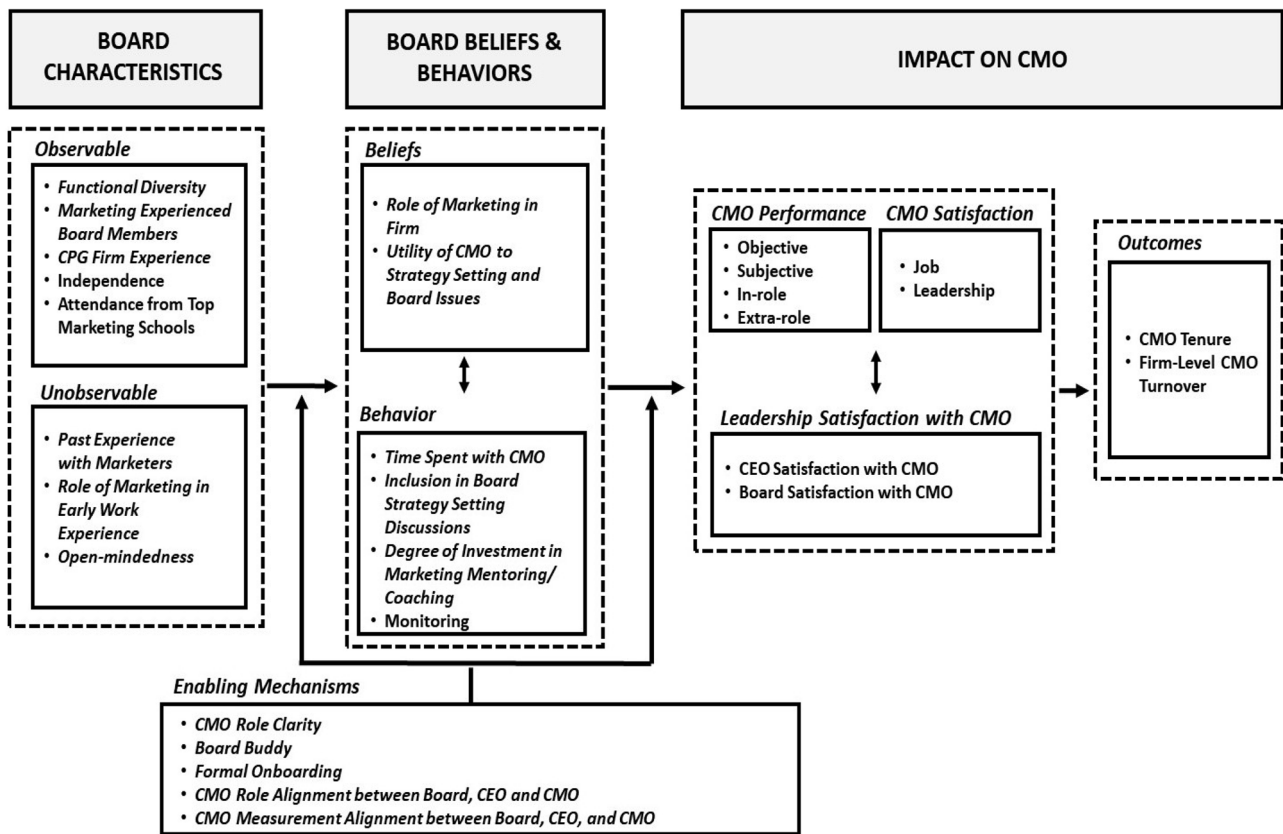 BOARD
CHARACTERISTICS
BOARD BELIEFS &
BEHAVIORS
IMPACT ON CMO
Observable
• Functional Diversity
• Marketing Experienced
Board Members
• CPG Firm Experience
• Independence
• Attendance from Top
Marketing Schools
Unobservable
• Past Experience
with Marketers
• Role of Marketing in
Early Work
Experience
• Open-mindedness
Beliefs
• Role of Marketing in
Firm
• Utility of CMO to
Strategy Setting and
Board Issues
Behavior
• Time Spent with CMO
• Inclusion in Board
Strategy Setting
Discussions
• Degree of Investment in
Marketing Mentoring/
Coaching
• Monitoring
CMO Performance
• Objective
• Subjective
• In-role
• Extra-role
CMO Satisfaction
• Job
• Leadership
Leadership Satisfaction with CMO
• CEO Satisfaction with CMO
• Board Satisfaction with CMO
Outcomes
• CMO Tenure
• Firm-Level CMO
Turnover
Enabling Mechanisms
• CMO Role Clarity
• Board Buddy
• Formal Onboarding
• CMO Role Alignment between Board, CEO and CMO
• CMO Measurement Alignment between Board, CEO, and CMO